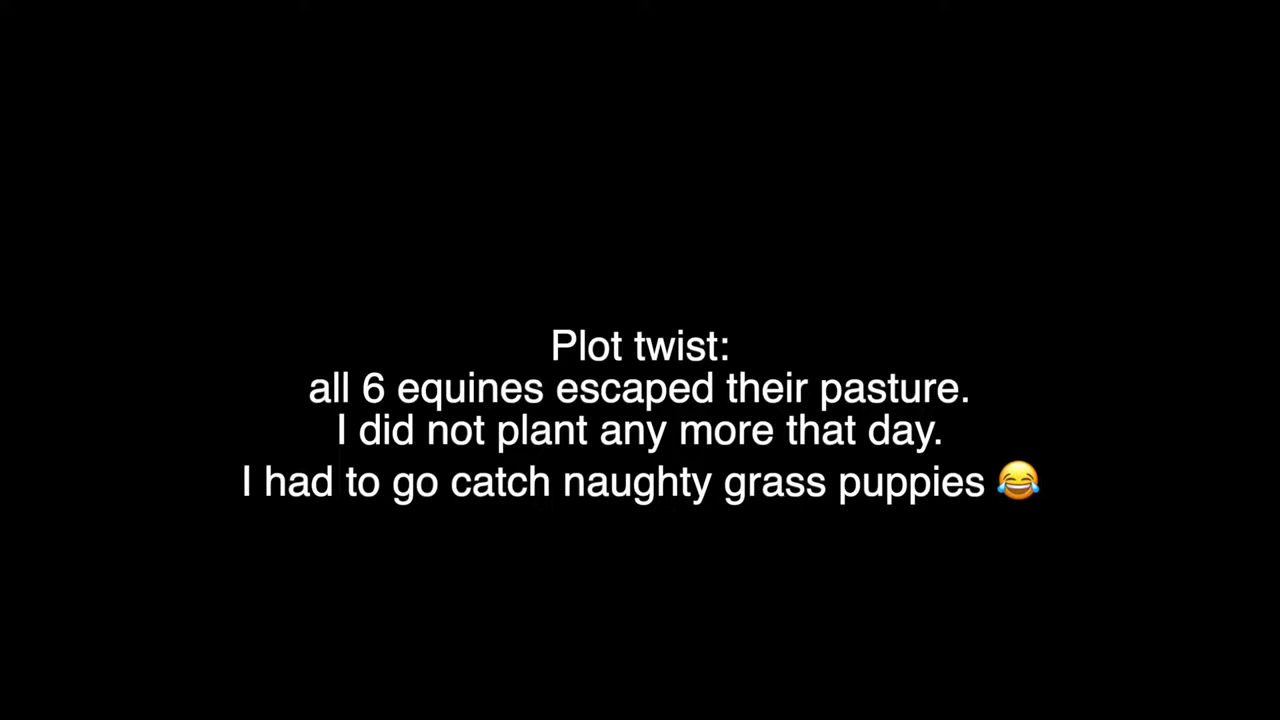 Plot twist:
all 6 equines escaped their pasture.
I did not plant any more that day.
I had to go catch naughty grass puppies 😂